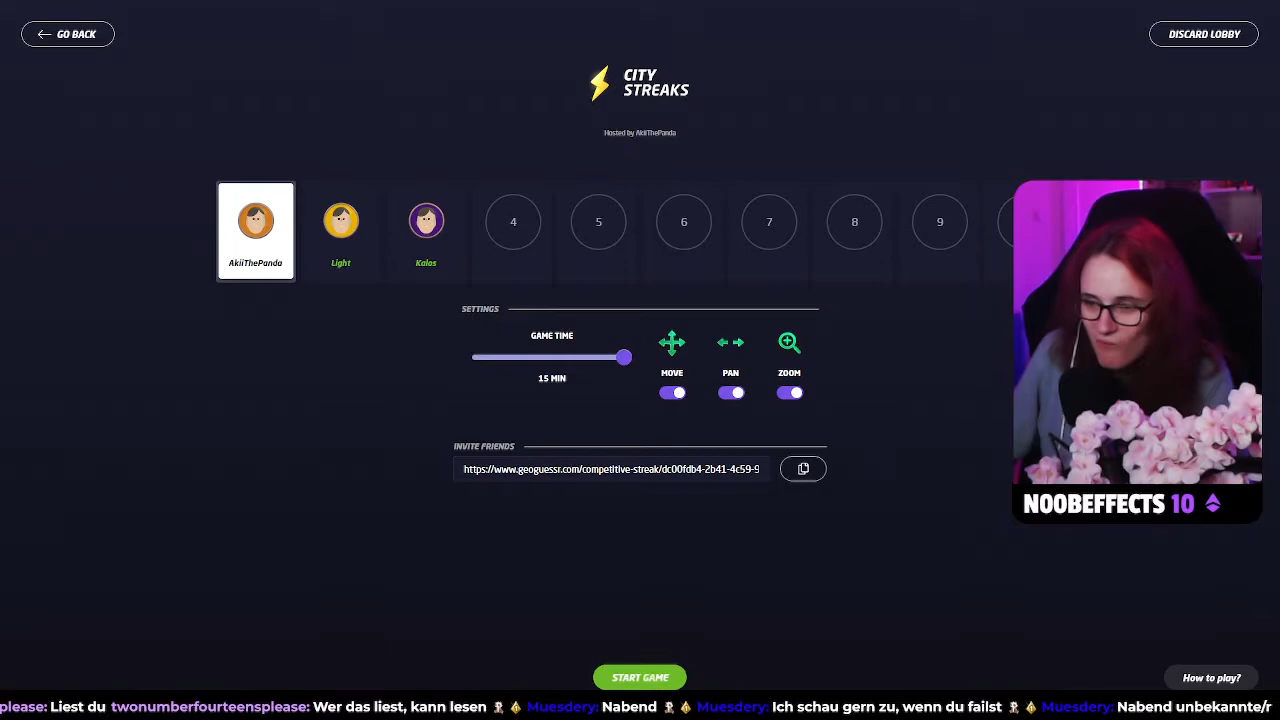 GO BACK
DISCARD LOBBY
CITY
STREAKS
Hosted by AkiiThePanda
4
5
6
7
8
9
AkiiThePanda
Light
Kalos
SETTINGS
GAME TIME
15 MIN
MOVE
PAN
ZOOM
INVITE FRIENDS
https://www.geoguessr.com/competitive-streak/dc00fdb4-2b41-4c59-9
NOOBEFFECTS 10
START GAME
How to play?
please: Liest du twonumberfourteensplease: Wer das liest, kann lesen Muesdery: Nabend Muesdery: Ich schau gern zu, wenn du failst Muesdery: Nabend unbekannte/r